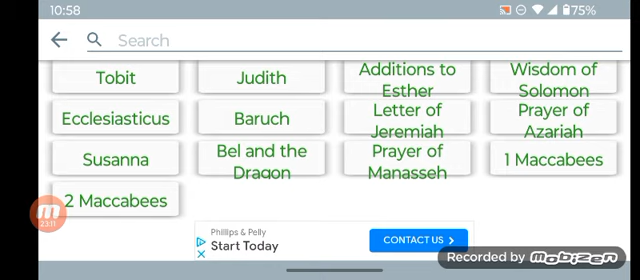 10:58
75%
Search
Tobit
Judith
Additions to
Esther
Wisdom of
Solomon
Ecclesiasticus
Baruch
Letter of
Jeremiah
Prayer of
Azariah
Susanna
Bel and the
Dragon
Prayer of
Manasseh
1 Maccabees
2 Maccabees
M
23:11
Phillips & Pelly
Start Today
CONTACT US
Recorded by mobizen